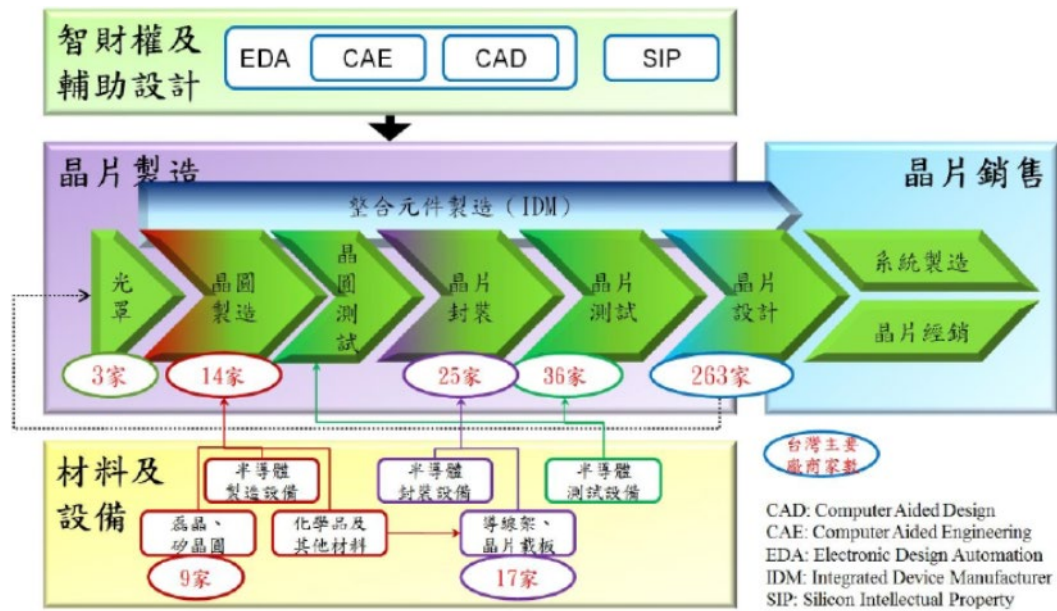 智財權及
輔助設計
EDA
CAE
CAD
SIP
晶片製造
晶片銷售
整合元件製造(IDM)
光
罩
晶圓
製造
晶
圓
測
試
晶片
封裝
晶片
測試
晶片
設計
系統製造
晶片經銷
3家
14家
25家
36家
263家
材料及
設備
半導體
製造設備
半導體
封裝設備
半導體
測試設備
磊晶、
矽晶圓
化學品及
其他材料
導線架、
晶片載板
9家
17家
台灣主要
廠商家數
CAD: Computer Aided Design
CAE: Computer Aided Engineering
EDA: Electronic Design Automation
IDM: Integrated Device Manufacturer
SIP: Silicon Intellectual Property